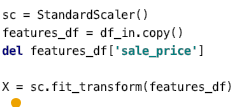 sc = StandardScaler()
features_df = df_in.copy()
del features_df['sale_price']
X = sc.fit_transform(features_df)